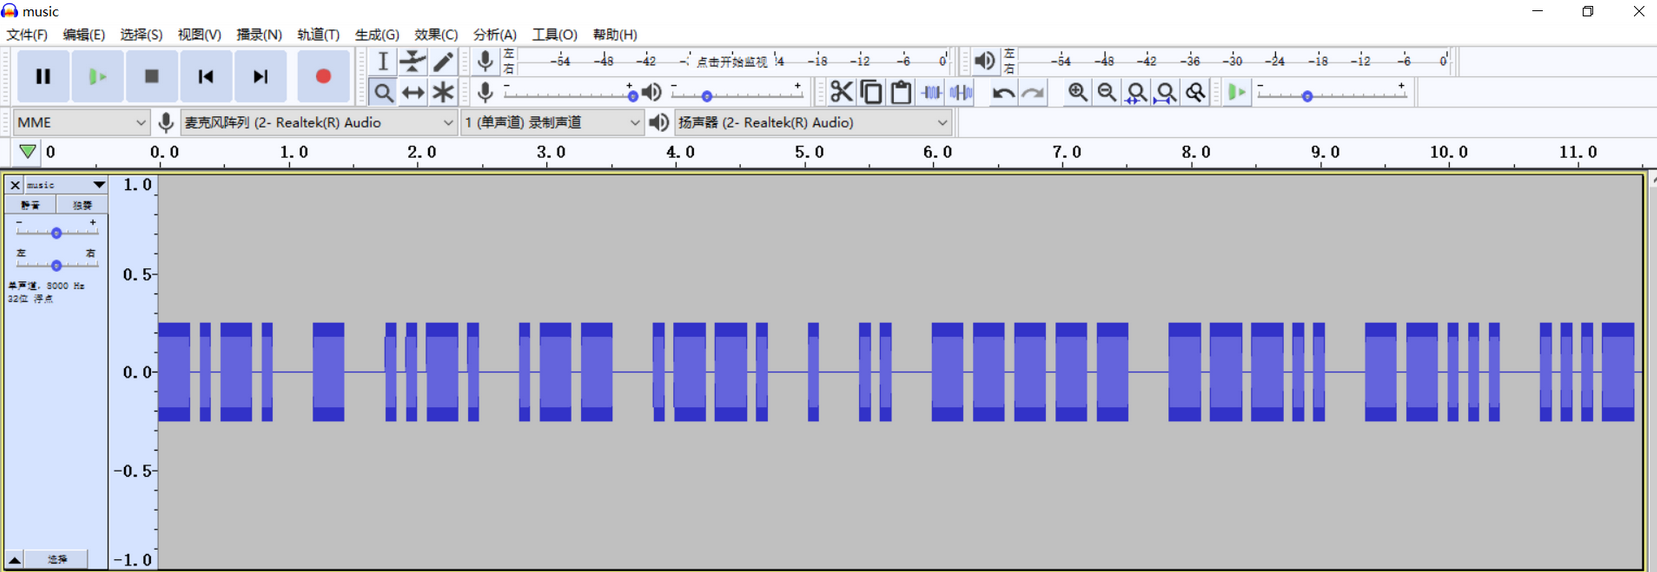 music
文件(F) 编辑(E) 选择(S) 视图(V) 播录(N) 轨道(T) 生成(G) 效果(C) 分析(A) 工具(O) 帮助(H)
左 -54 -48 -42 点击开始监视 -18 -12 -6 0 左 -54 -48 -42 -36 -30 -24 -18 -12 -6 0
右 右
- + - + - +
MME 麦克风阵列 (2- Realtek(R) Audio 1 (单声道) 录制声道 扬声器 (2- Realtek(R) Audio)
0 0.0 1.0 2.0 3.0 4.0 5.0 6.0 7.0 8.0 9.0 10.0 11.0
music 1.0
静音 独奏
- +
左 右
0.5
单声道, 8000 Hz
32位 浮点
0.0
-0.5
选择 -1.0